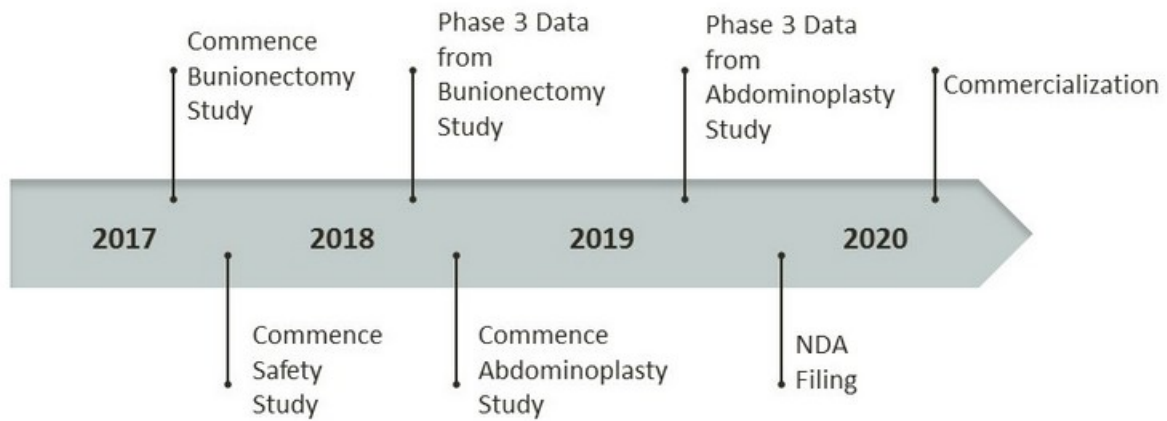 Commence
Bunionectomy
Study
Phase 3 Data
from
Bunionectomy
Study
Phase 3 Data
from
Abdominoplasty
Study
Commercialization
2017
2018
2019
2020
Commence
Safety
Study
Commence
Abdominoplasty
Study
NDA
Filing